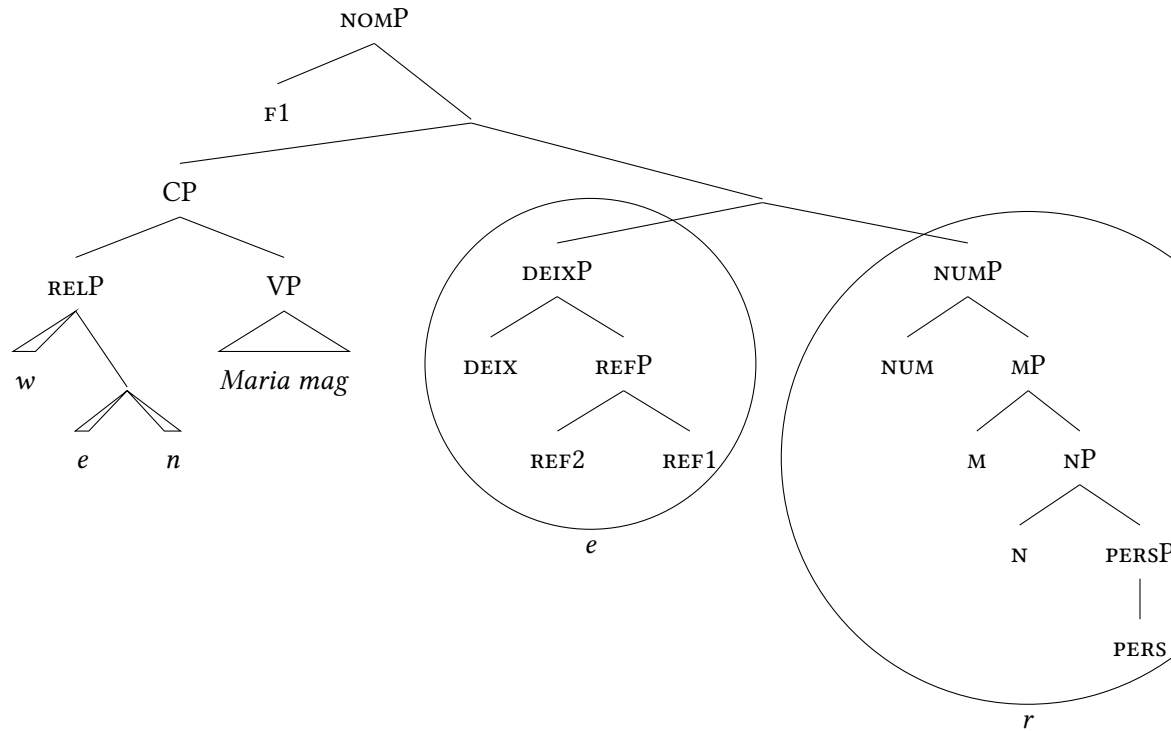 NOMP
F1
CP
RELP VP DEIXP NUMP
w Maria mag DEIX REFP NUM MP
e n REF2 REF1 M NP
e N PERSP
PERS
r